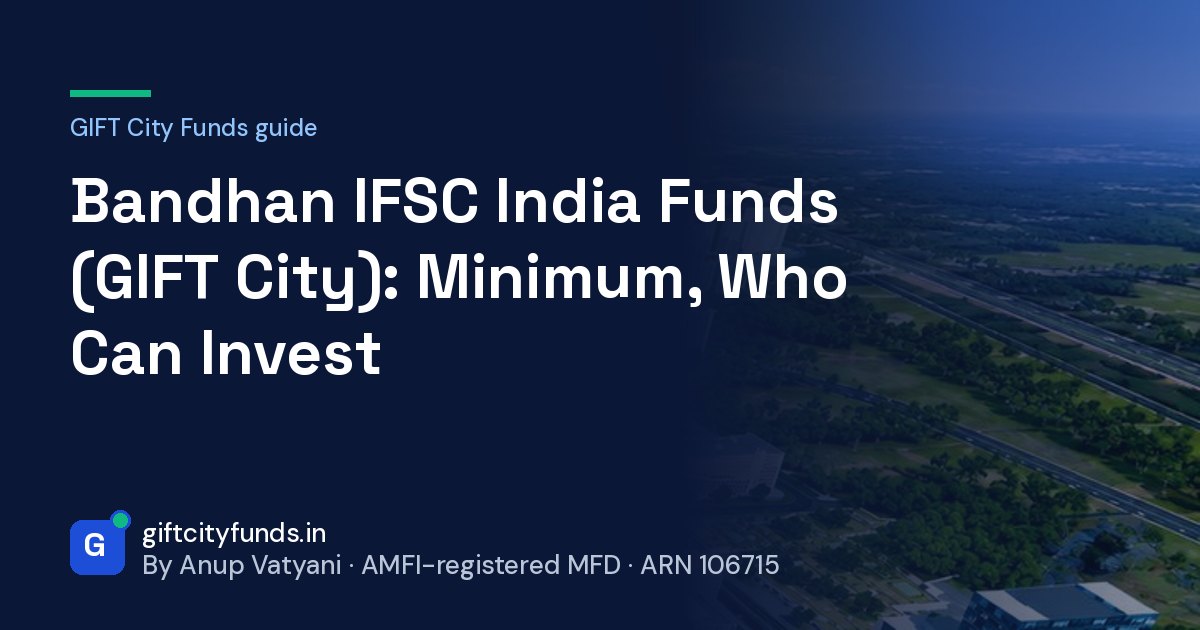 GIFT City Funds guide
Bandhan IFSC India Funds
(GIFT City): Minimum, Who
Can Invest
G
giftcityfunds.in
By Anup Vatyani · AMFI-registered MFD · ARN 106715